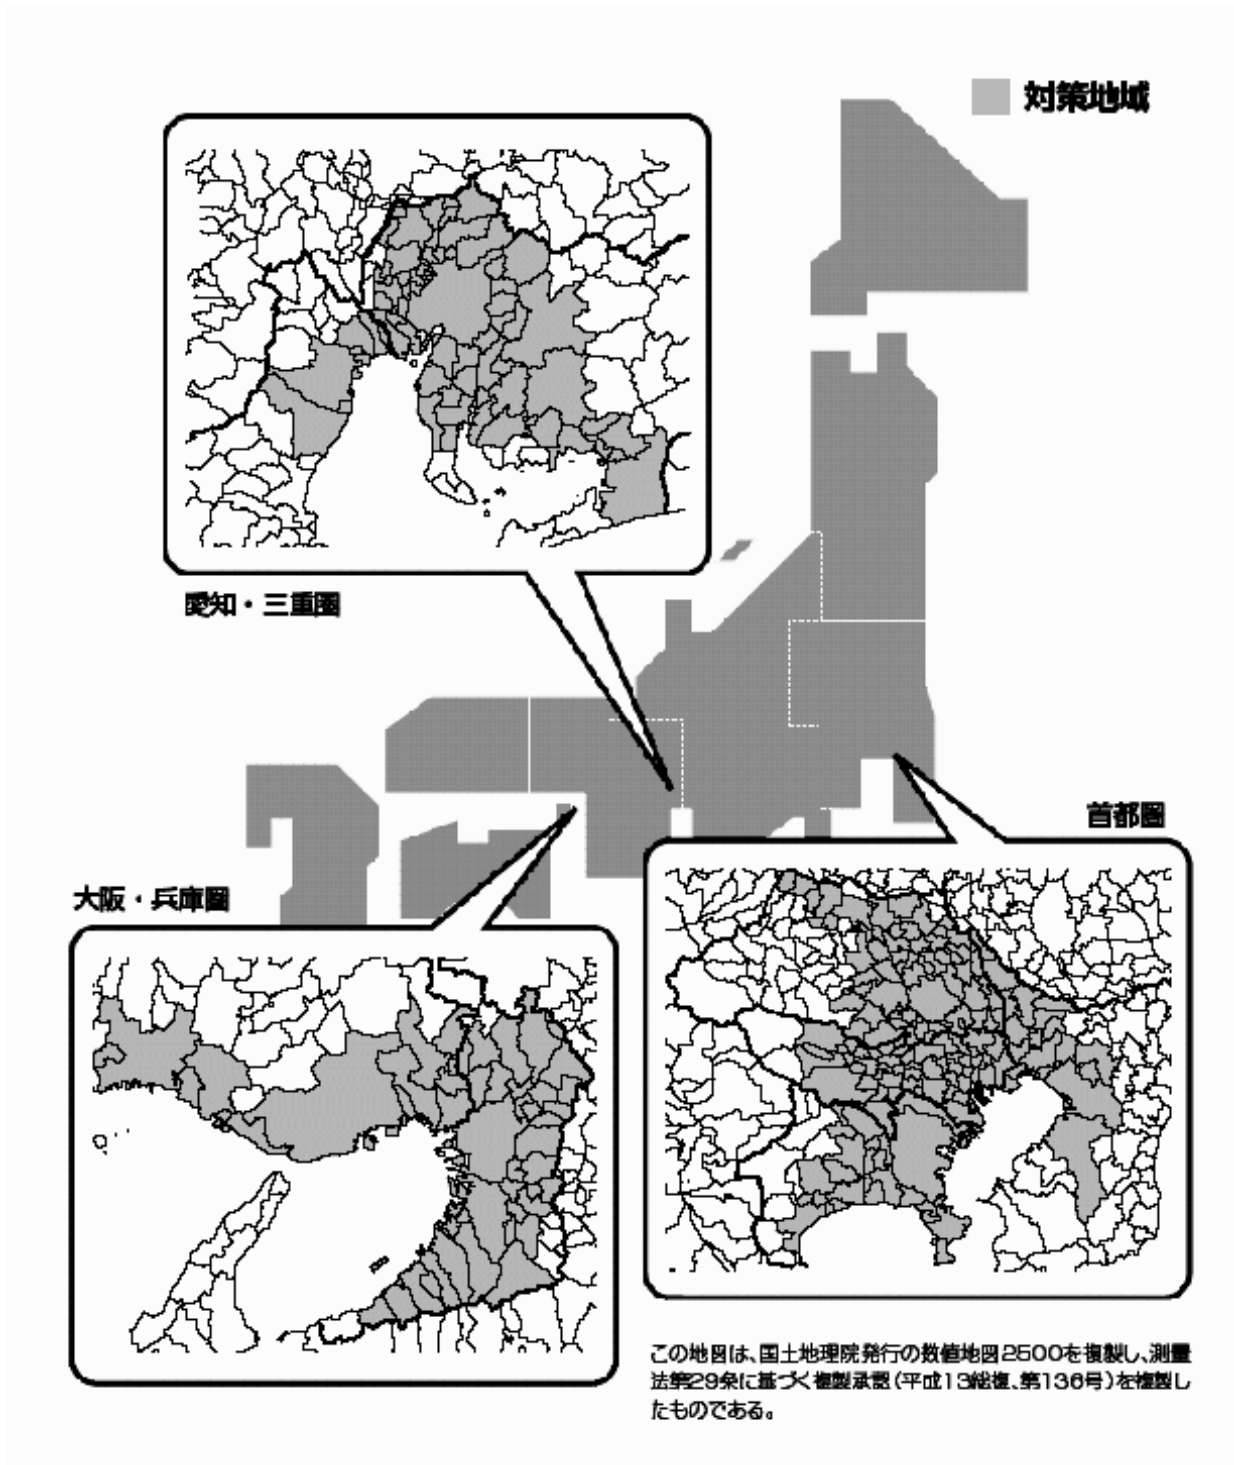 対策地域
愛知・三重圏
首都圏
大阪・兵庫圏
この地図は、国土地理院発行の数値地図2500を複製し、測量
法第29条に基づく複製承認（平成13総複、第136号）を複製し
たものである。